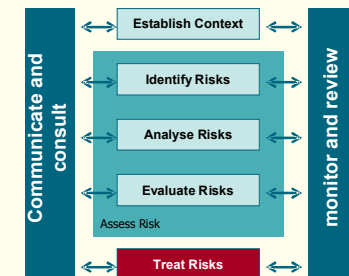 Communicate and
consult
Establish Context
Identify Risks
Analyse Risks
Evaluate Risks
Assess Risk
Treat Risks
monitor and review